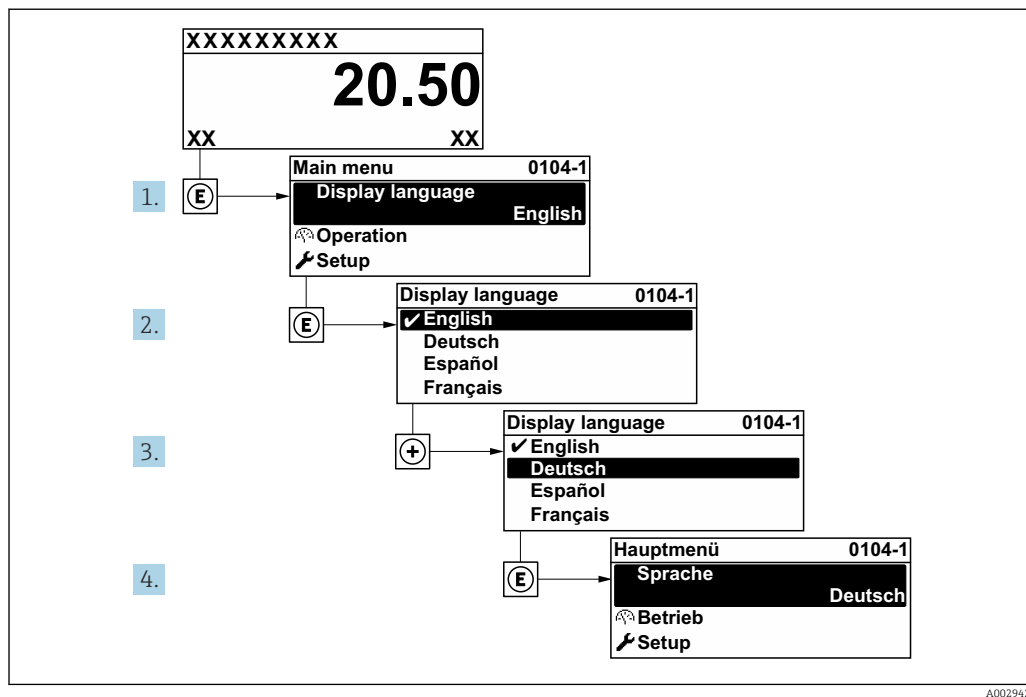 XXXXXXXXX
20.50
XX XX
1. E
Main menu 0104-1
Display language
English
Operation
Setup
2. E
Display language 0104-1
✔English
Deutsch
Español
Français
3. +
Display language 0104-1
✔English
Deutsch
Español
Français
4. E
Hauptmenü 0104-1
Sprache
Deutsch
Betrieb
Setup